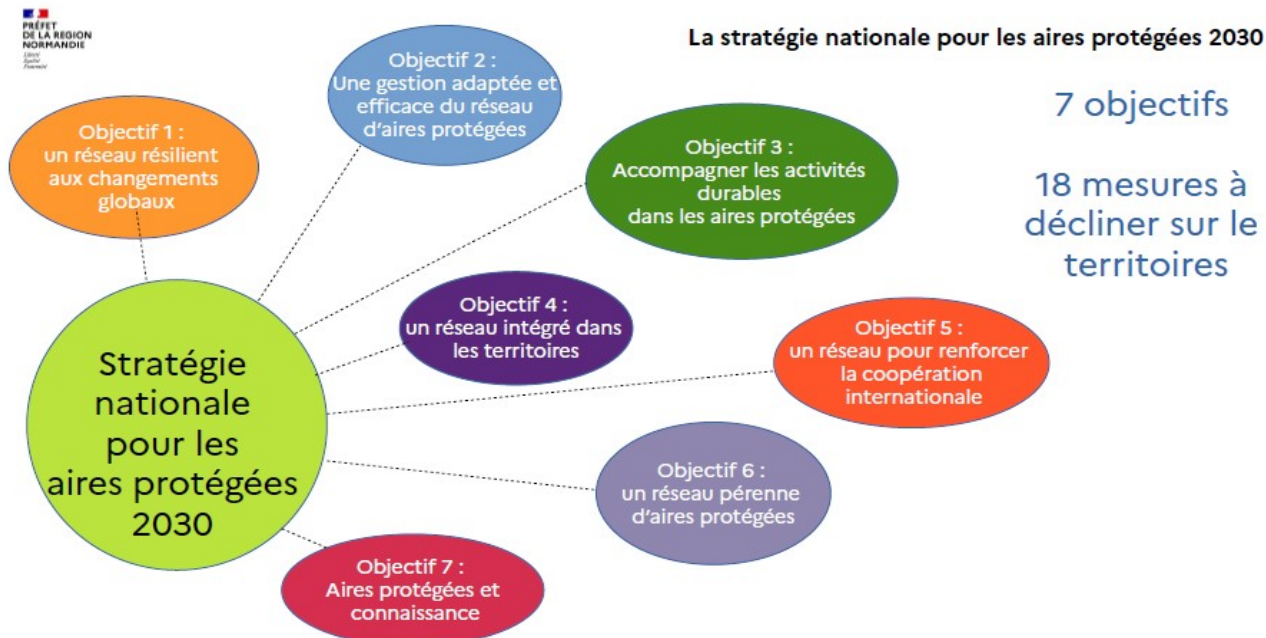 PRÉFET
DE LA RÉGION
NORMANDIE
Liberté
Égalité
Fraternité
La stratégie nationale pour les aires protégées 2030
7 objectifs
18 mesures à
décliner sur le
territoires
Objectif 1 :
un réseau résilient
aux changements
globaux
Objectif 2 :
Une gestion adaptée et
efficace du réseau
d'aires protégées
Objectif 3 :
Accompagner les activités
durables
dans les aires protégées
Objectif 4 :
un réseau intégré dans
les territoires
Objectif 5 :
un réseau pour renforcer
la coopération
internationale
Objectif 6 :
un réseau pérenne
d'aires protégées
Objectif 7 :
Aires protégées et
connaissance
Stratégie
nationale
pour les
aires protégées
2030